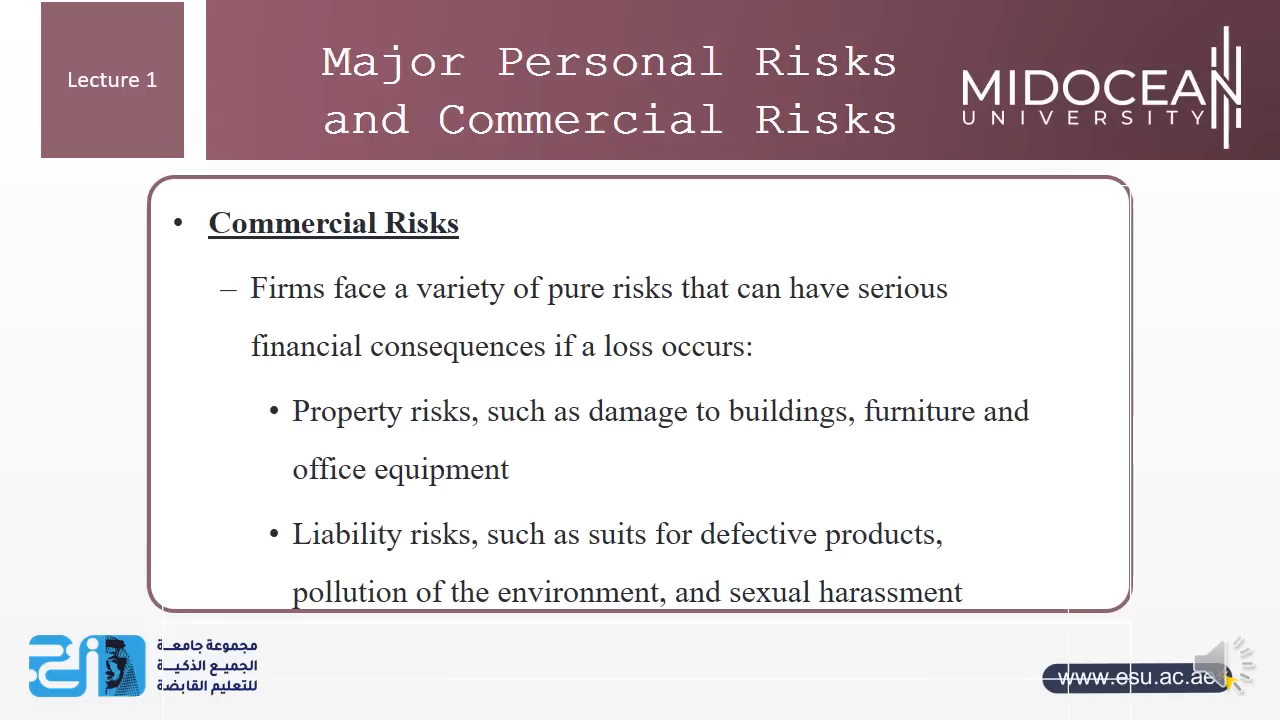 Lecture 1
Major Personal Risks
and Commercial Risks
MIDOCEAN
UNIVERSITY
• Commercial Risks
– Firms face a variety of pure risks that can have serious
financial consequences if a loss occurs:
• Property risks, such as damage to buildings, furniture and
office equipment
• Liability risks, such as suits for defective products,
pollution of the environment, and sexual harassment
مجموعة جامعة
الجميع الذكية
للتعليم القابضة
www.esu.ac.ae